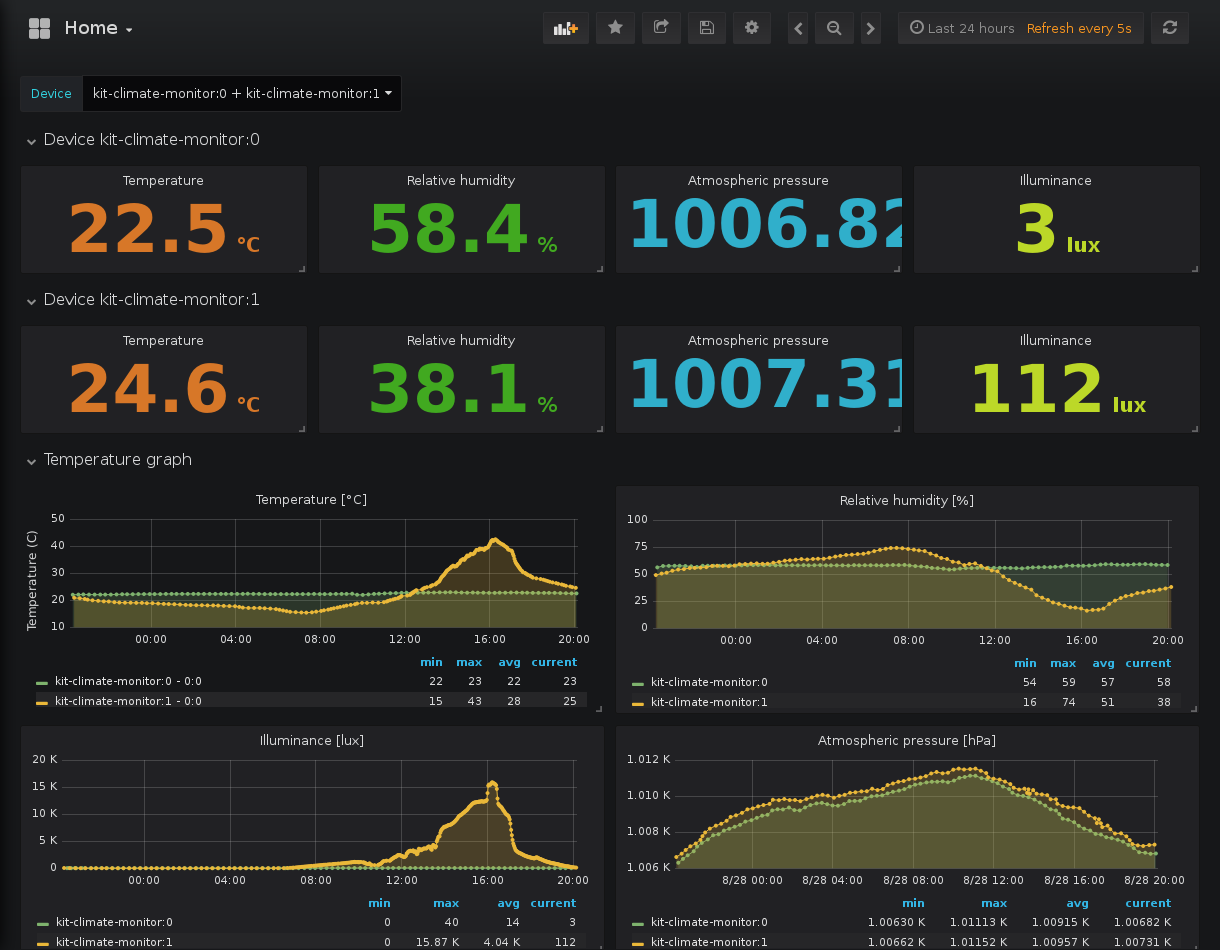 Home
Last 24 hours Refresh every 5s
Device kit-climate-monitor:0 + kit-climate-monitor:1
Device kit-climate-monitor:0
Temperature Relative humidity Atmospheric pressure Illuminance
22.5 °C 58.4 % 1006.82 3 lux
Device kit-climate-monitor:1
Temperature Relative humidity Atmospheric pressure Illuminance
24.6 °C 38.1 % 1007.31 112 lux
Temperature graph
Temperature [°C]
Temperature (C)
50
40
30
20
10
00:00 04:00 08:00 12:00 16:00 20:00
min max avg current
kit-climate-monitor:0 - 0:0 22 23 22 23
kit-climate-monitor:1 - 0:0 15 43 28 25
Relative humidity [%]
100
75
50
25
0
00:00 04:00 08:00 12:00 16:00 20:00
min max avg current
kit-climate-monitor:0 54 59 57 58
kit-climate-monitor:1 16 74 51 38
Illuminance [lux]
20 K
15 K
10 K
5 K
0
00:00 04:00 08:00 12:00 16:00 20:00
min max avg current
kit-climate-monitor:0 0 40 14 3
kit-climate-monitor:1 0 15.87 K 4.04 K 112
Atmospheric pressure [hPa]
1.012 K
1.010 K
1.008 K
1.006 K
8/28 00:00 8/28 04:00 8/28 08:00 8/28 12:00 8/28 16:00 8/28 20:00
min max avg current
kit-climate-monitor:0 1.00630 K 1.01113 K 1.00915 K 1.00682 K
kit-climate-monitor:1 1.00662 K 1.01152 K 1.00957 K 1.00731 K